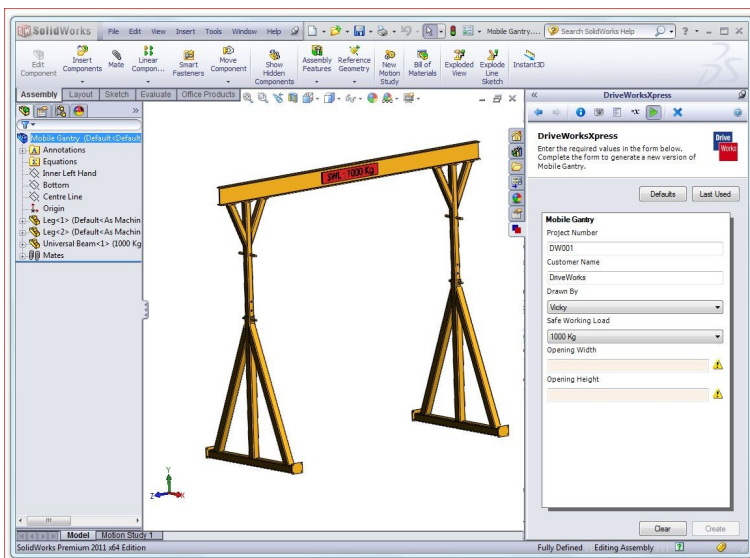 SolidWorks File Edit View Insert Tools Window Help Mobile Gantry.... Search SolidWorks Help
Edit Component
Insert Components
Mate
Linear Compon...
Smart Fasteners
Move Component
Show Hidden Components
Assembly Features
Reference Geometry
New Motion Study
Bill of Materials
Exploded View
Explode Line Sketch
Instant3D
Assembly Layout Sketch Evaluate Office Products
DriveWorksXpress
Mobile Gantry (Default<Default
Annotations
Equations
Inner Left Hand
Bottom
Centre Line
Origin
Leg<1> (Default<As Machin
Leg<2> (Default<As Machin
Universal Beam<1> (1000 Kg
Mates
SWL : 1000 Kg
Y
Z X
DriveWorksXpress
Enter the required values in the form below.
Complete the form to generate a new version of
Mobile Gantry.
Drive
Works
Defaults Last Used
Mobile Gantry
Project Number
DW001
Customer Name
DriveWorks
Drawn By
Vicky
Safe Working Load
1000 Kg
Opening Width
Opening Height
Clear Create
Model Motion Study 1
SolidWorks Premium 2011 x64 Edition Fully Defined Editing Assembly